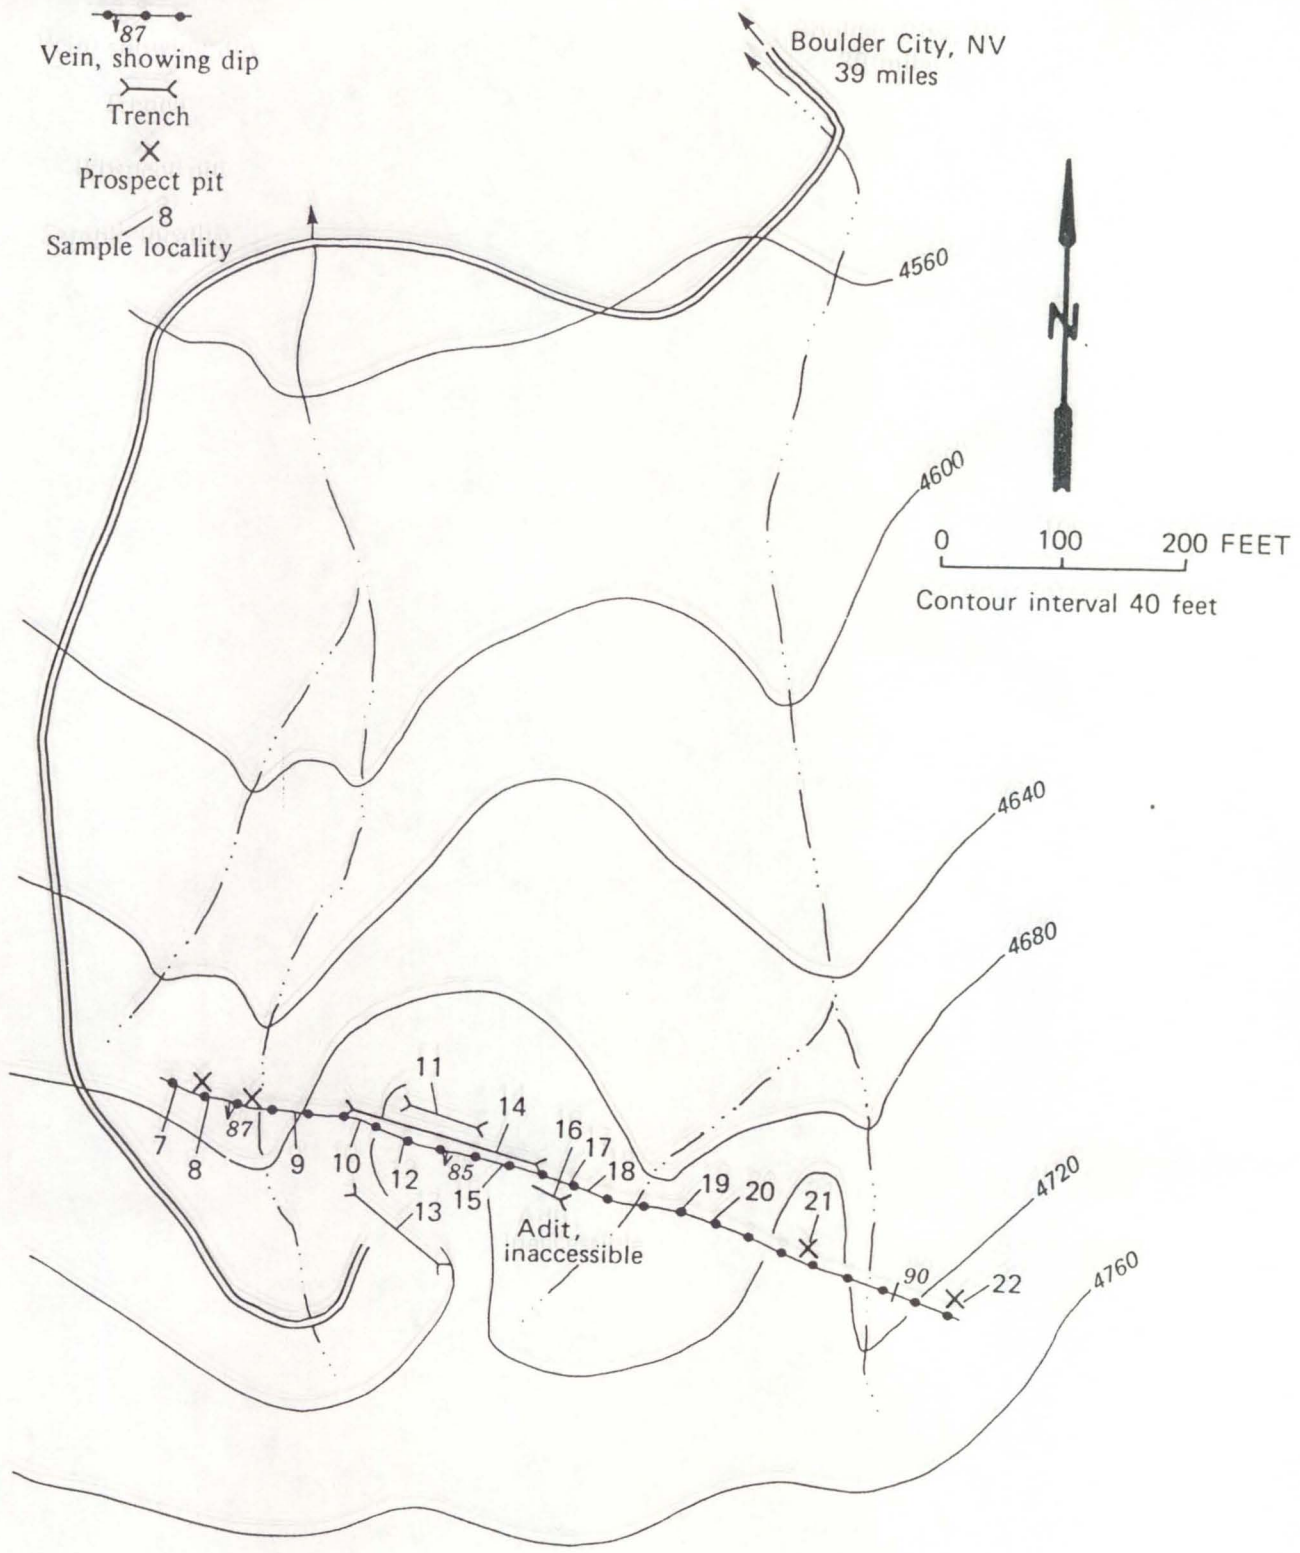 87
Vein, showing dip
Trench
Prospect pit
8
Sample locality
Boulder City, NV
39 miles
N
4560
4600
0 100 200 FEET
Contour interval 40 feet
4640
4680
4720
4760
7
8
87
9
10
11
12
13
14
85
15
16
17
18
Adit,
inaccessible
19
20
21
90
22